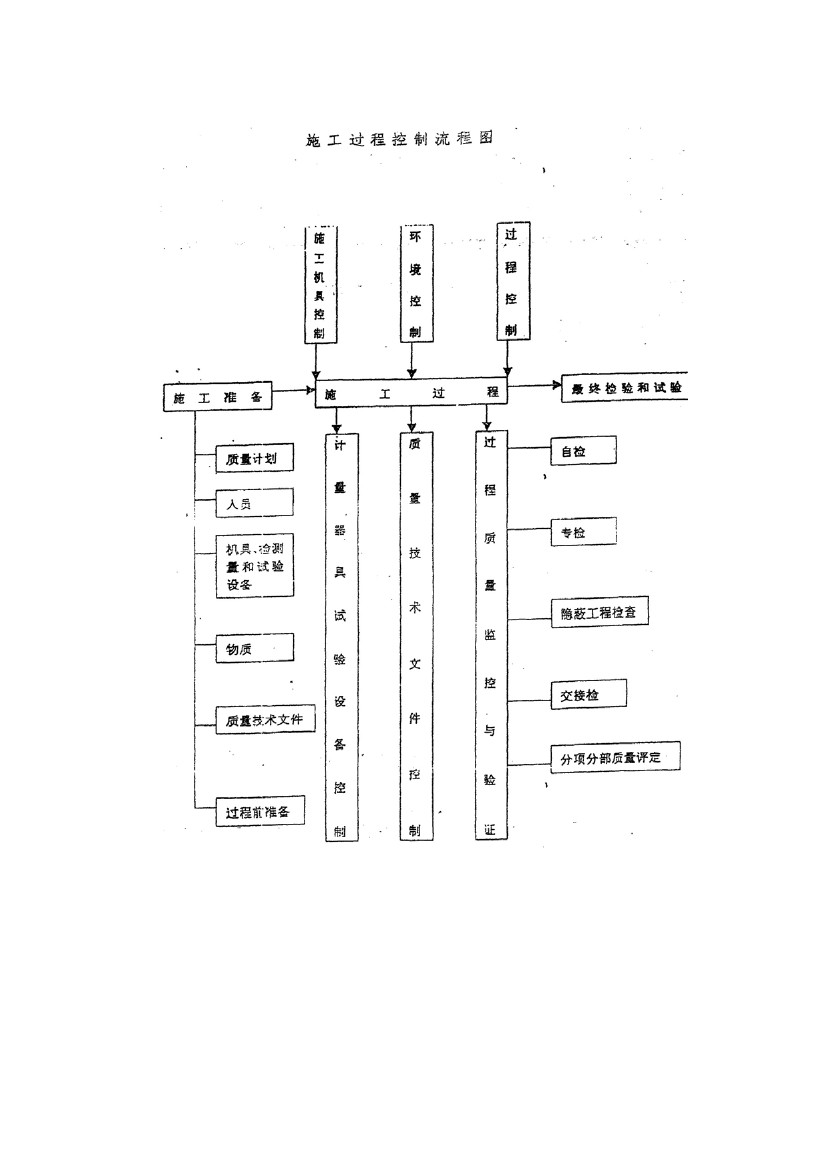 施工过程控制流程图
施工机具控制
环境控制
过程控制
施工准备
施工过程
最终检验和试验
质量计划
人员
机具、检测
量和试验
设备
物质
质量技术文件
过程前准备
计量器具试验设备控制
质量技术文件控制
过程质量监控与验证
自检
专检
隐蔽工程检查
交接检
分项分部质量评定